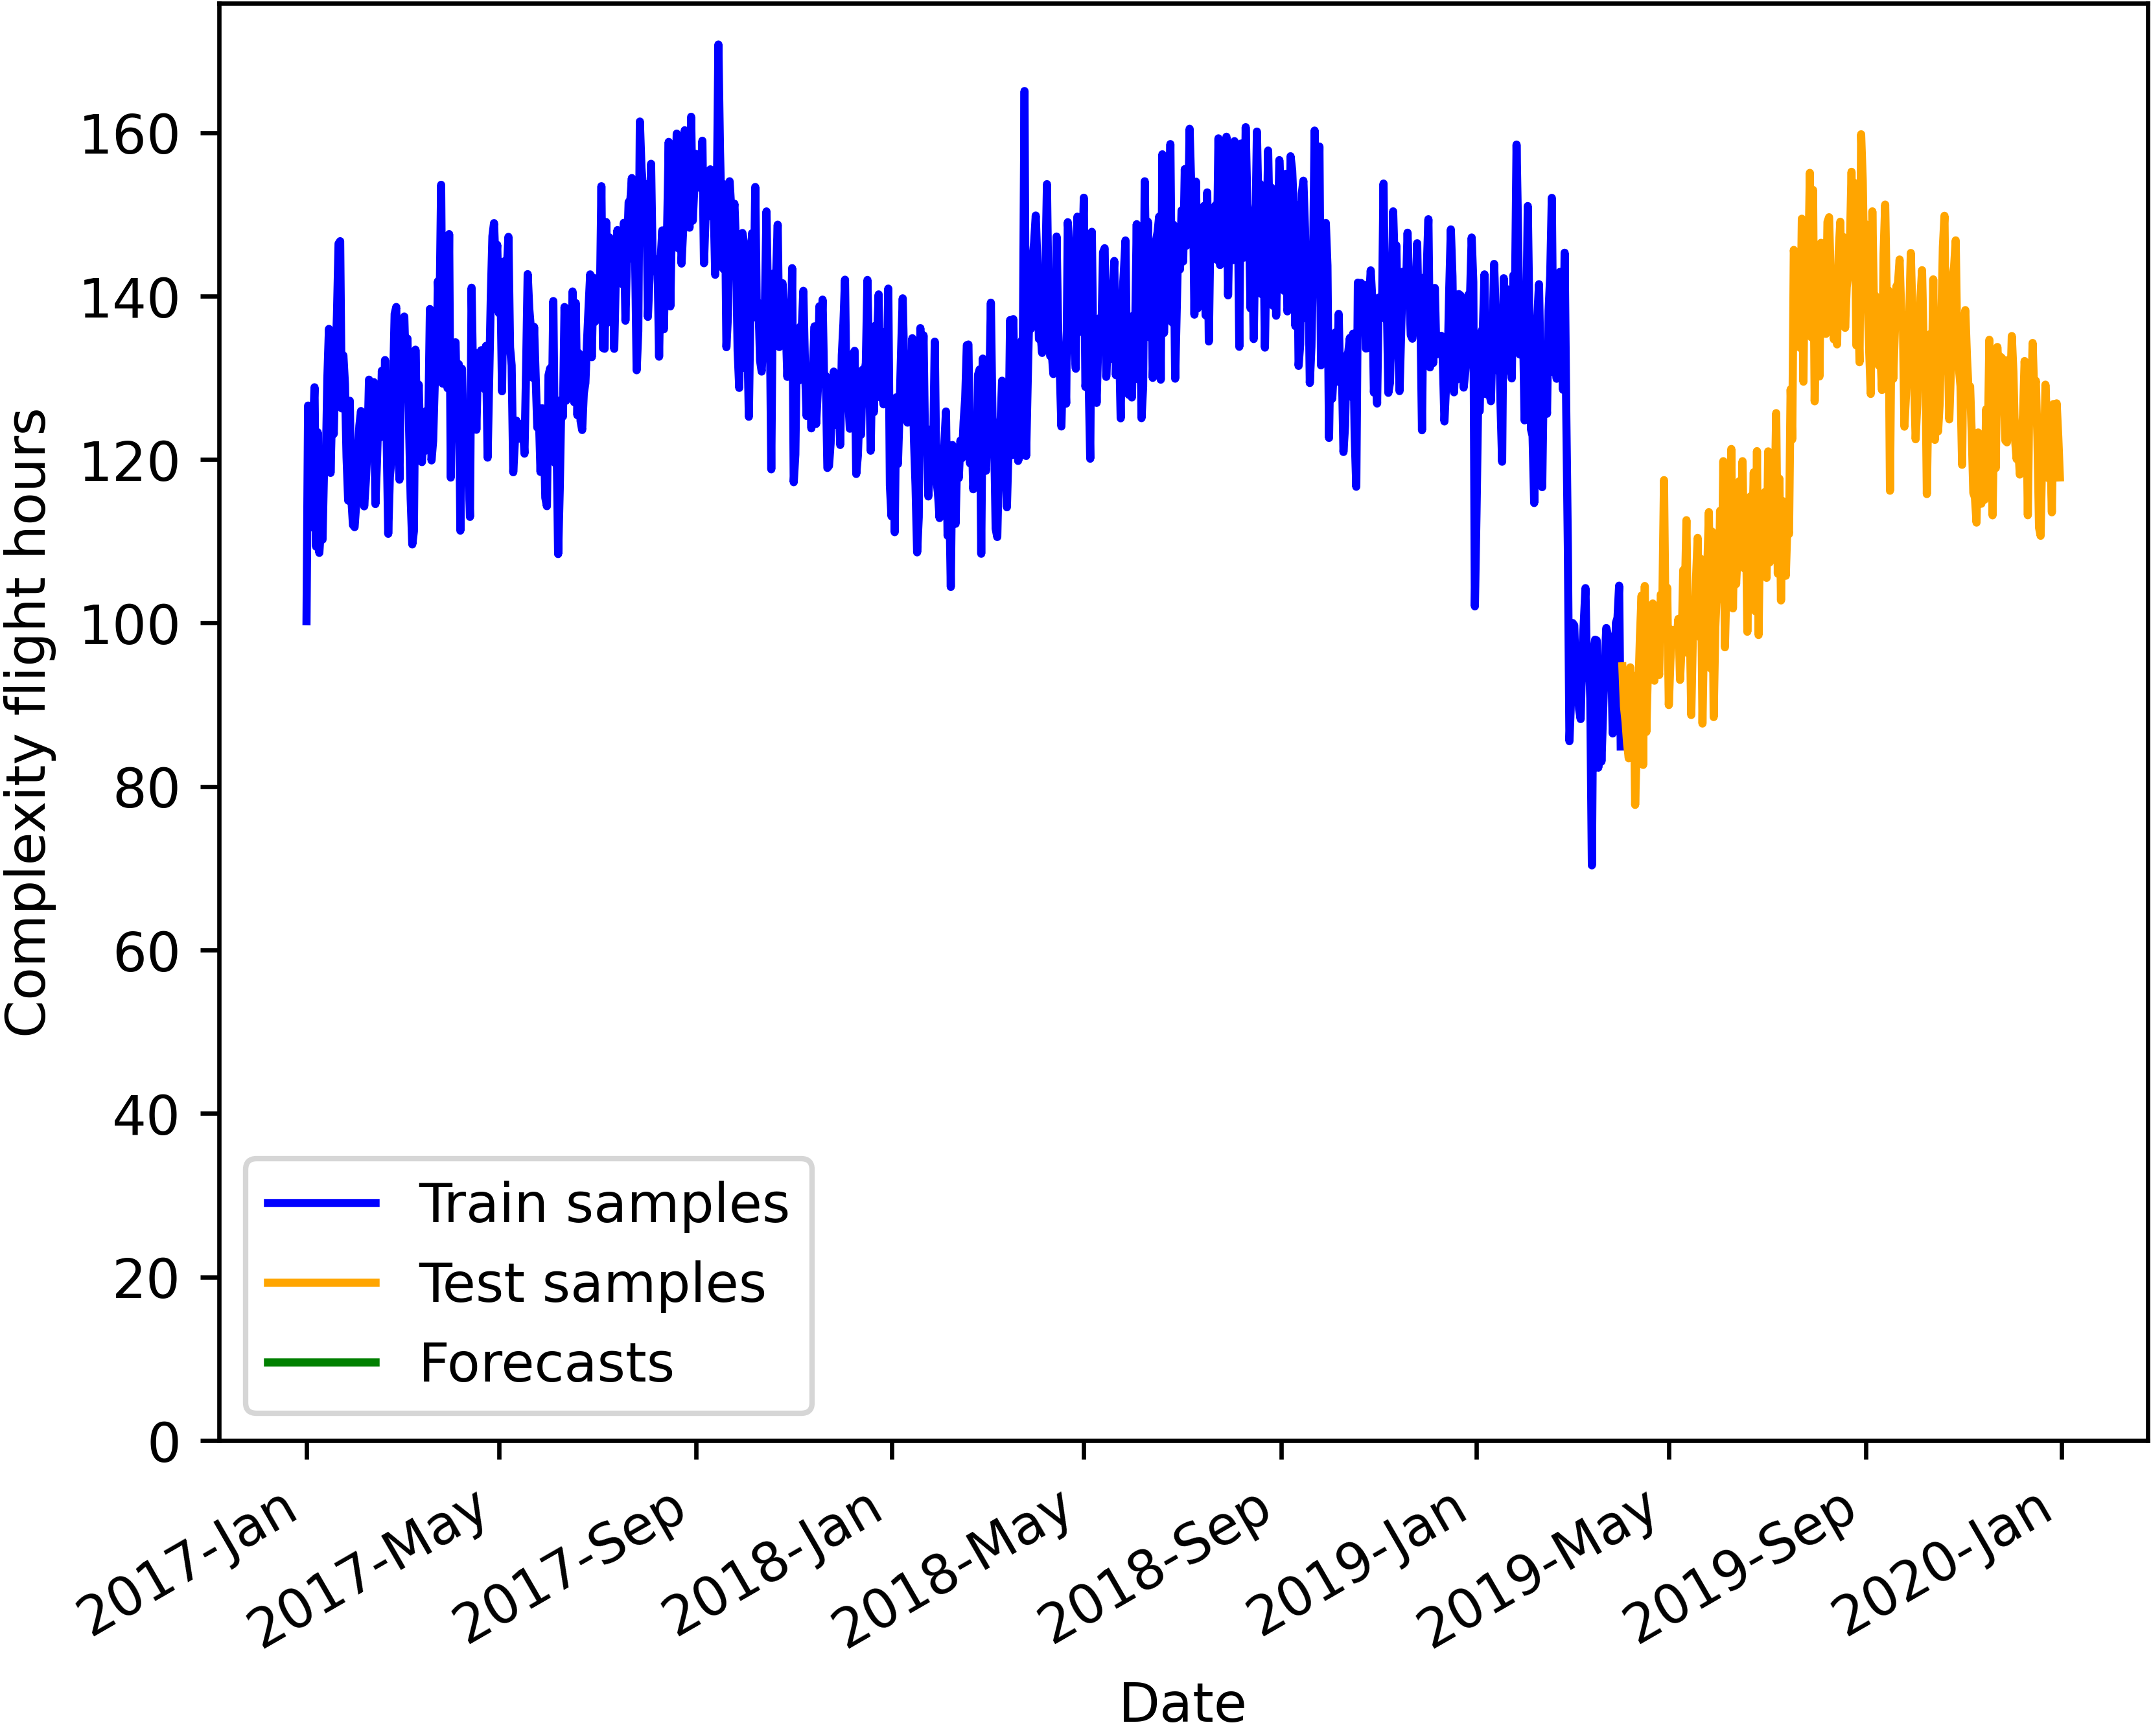 Complexity flight hours
160
140
120
100
80
60
40
20
0
Train samples
Test samples
Forecasts
2017-Jan
2017-May
2017-Sep
2018-Jan
2018-May
2018-Sep
2019-Jan
2019-May
2019-Sep
2020-Jan
Date